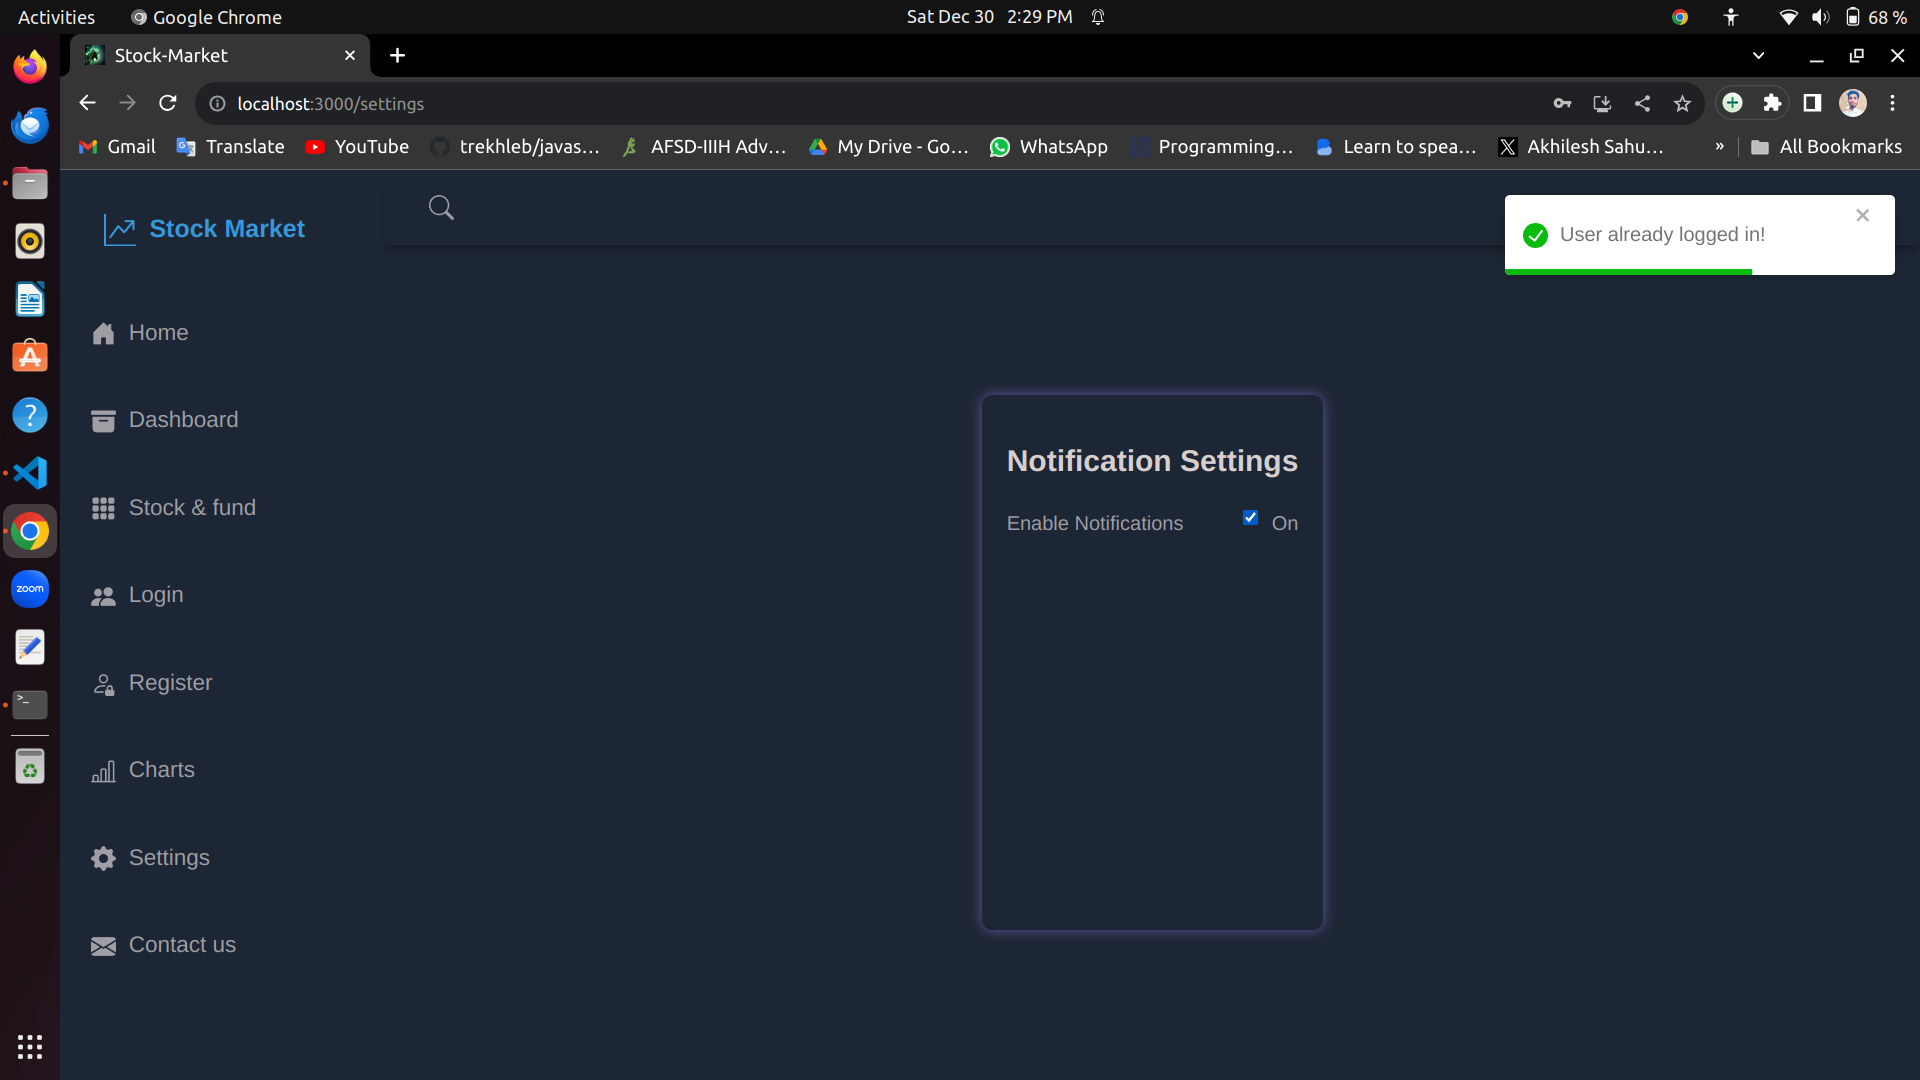 Activities
Google Chrome
Sat Dec 30 2:29 PM
68 %
Stock-Market
localhost:3000/settings
Gmail
Translate
YouTube
trekhleb/javas...
AFSD-IIIH Adv...
My Drive - Go...
WhatsApp
Programming...
Learn to spea...
Akhilesh Sahu...
»
All Bookmarks
Stock Market
User already logged in!
Home
Dashboard
Stock & fund
Login
Register
Charts
Settings
Contact us
Notification Settings
Enable Notifications On
zoom